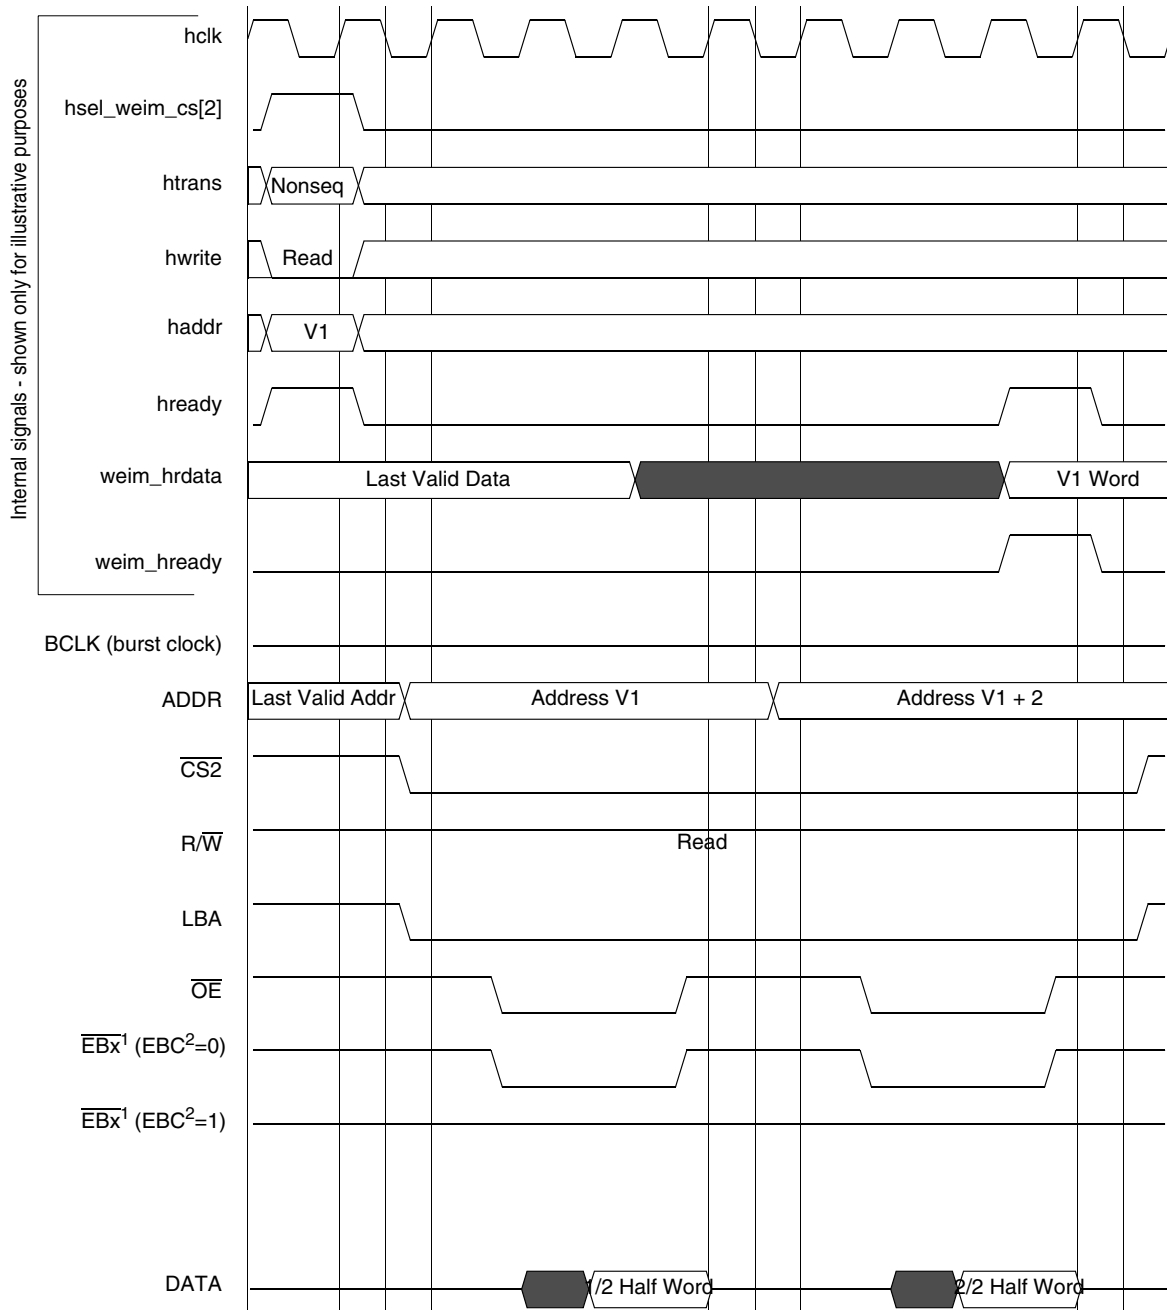 Internal signals - shown only for illustrative purposes
hclk
hsel_weim_cs[2]
htrans
Nonseq
hwrite
Read
haddr
V1
hready
weim_hrdata
Last Valid Data
V1 Word
weim_hready
BCLK (burst clock)
ADDR
Last Valid Addr
Address V1
Address V1 + 2
CS2
R/W
Read
LBA
OE
EBx¹ (EBC²=0)
EBx¹ (EBC²=1)
DATA
1/2 Half Word
2/2 Half Word